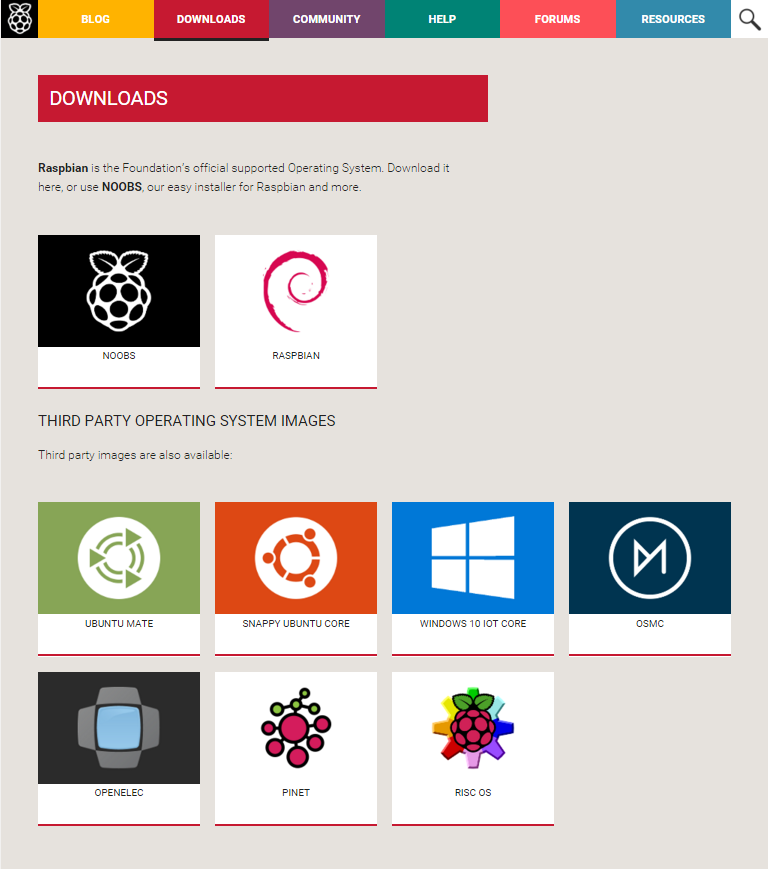 BLOG
DOWNLOADS
COMMUNITY
HELP
FORUMS
RESOURCES
DOWNLOADS
Raspbian is the Foundation's official supported Operating System. Download it
here, or use NOOBS, our easy installer for Raspbian and more.
NOOBS
RASPBIAN
THIRD PARTY OPERATING SYSTEM IMAGES
Third party images are also available:
UBUNTU MATE
SNAPPY UBUNTU CORE
WINDOWS 10 IOT CORE
OSMC
OPENELEC
PINET
RISC OS